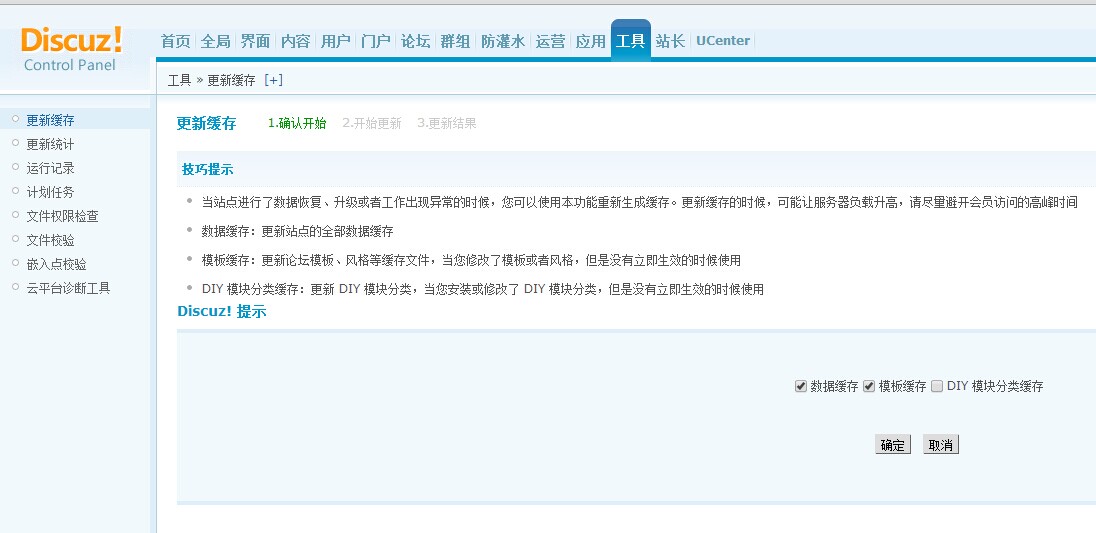 Discuz!
Control Panel
首页 全局 界面 内容 用户 门户 论坛 群组 防灌水 运营 应用 工具 站长 UCenter
工具 » 更新缓存 [+]
更新缓存
更新统计
运行记录
计划任务
文件权限检查
文件校验
嵌入点校验
云平台诊断工具
更新缓存 1.确认开始 2.开始更新 3.更新结果
技巧提示
当站点进行了数据恢复、升级或者工作出现异常的时候，您可以使用本功能重新生成缓存。更新缓存的时候，可能让服务器负载升高，请尽量避开会员访问的高峰时间
数据缓存：更新站点的全部数据缓存
模板缓存：更新论坛模板、风格等缓存文件，当您修改了模板或者风格，但是没有立即生效的时候使用
DIY 模块分类缓存：更新 DIY 模块分类，当您安装或修改了 DIY 模块分类，但是没有立即生效的时候使用
Discuz! 提示
数据缓存 模板缓存 DIY 模块分类缓存
确定 取消